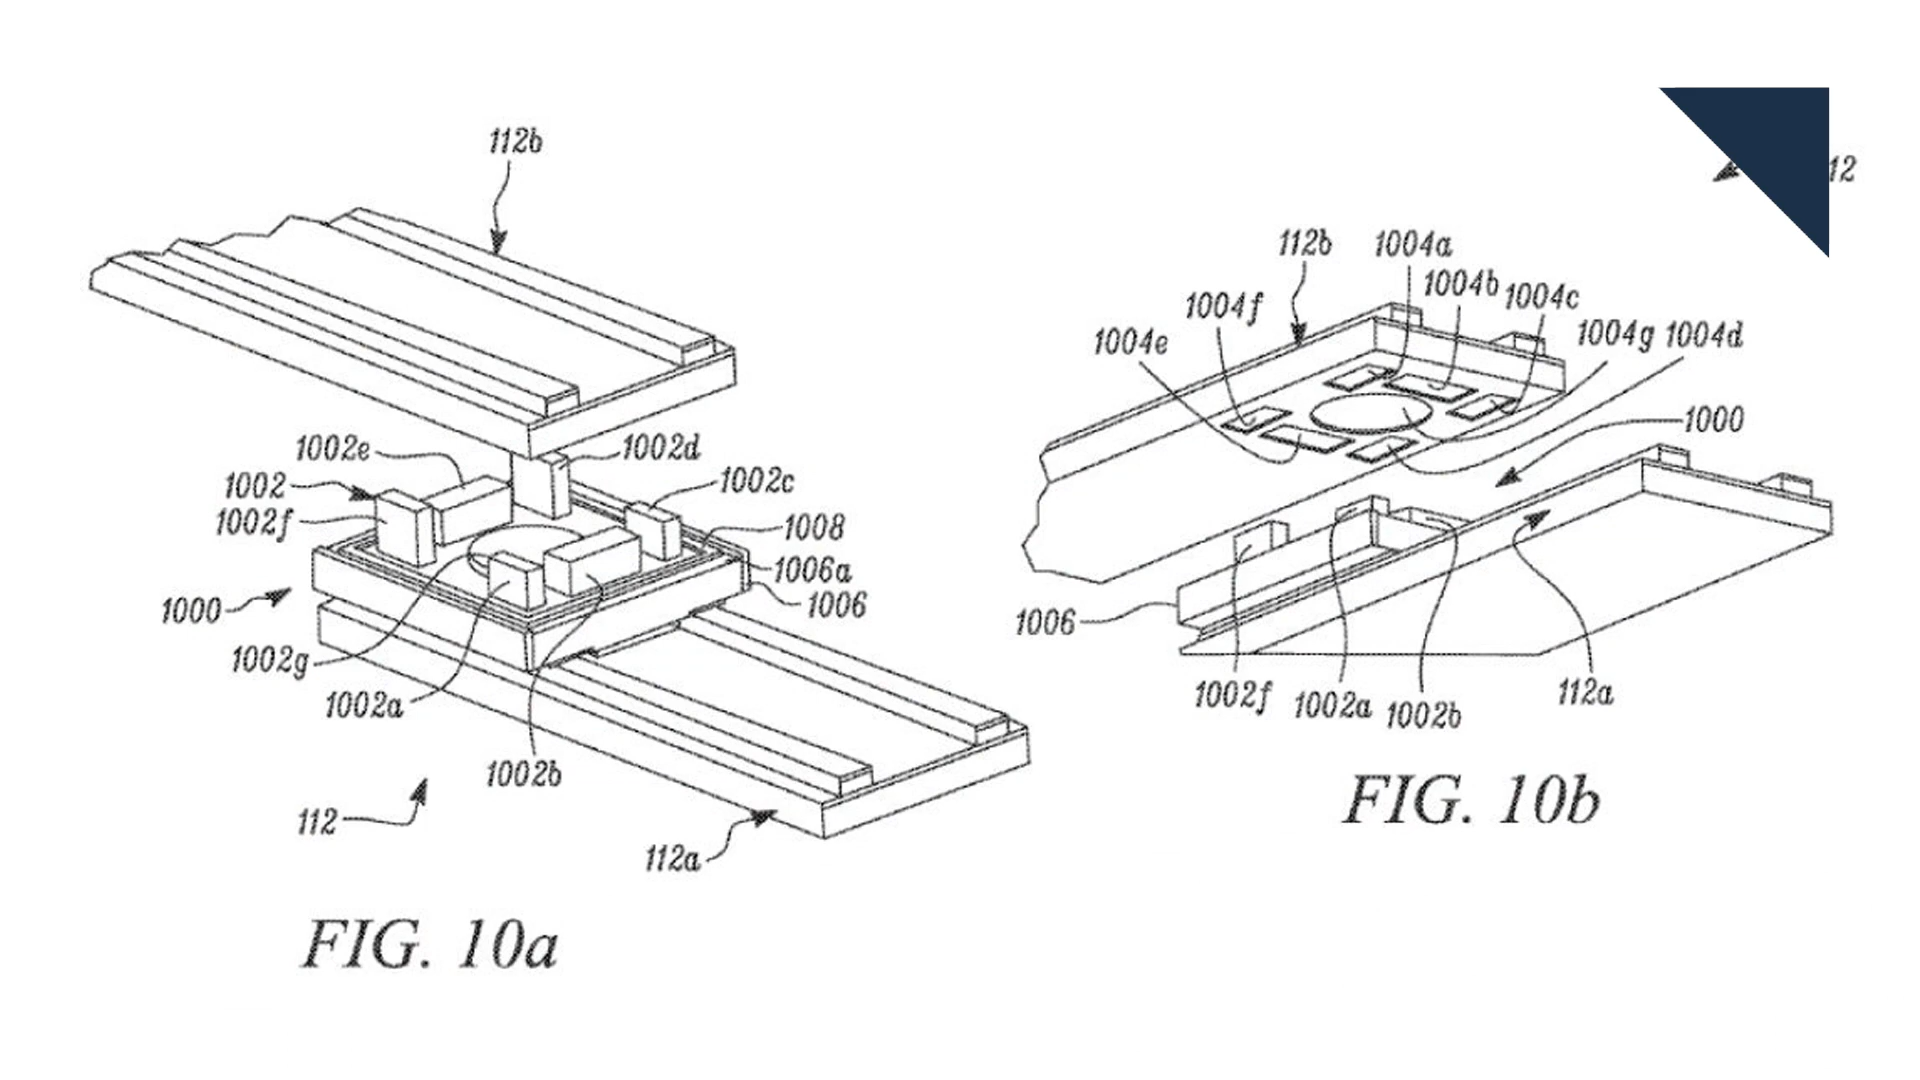 112b
1002e
1002d
1002
1002c
1002f
1008
1006a
1000
1006
1002g
1002a
1002b
112
112a
FIG. 10a
12
112b
1004a
1004b
1004c
1004f
1004g
1004d
1004e
1000
1006
1002f
1002a
1002b
112a
FIG. 10b